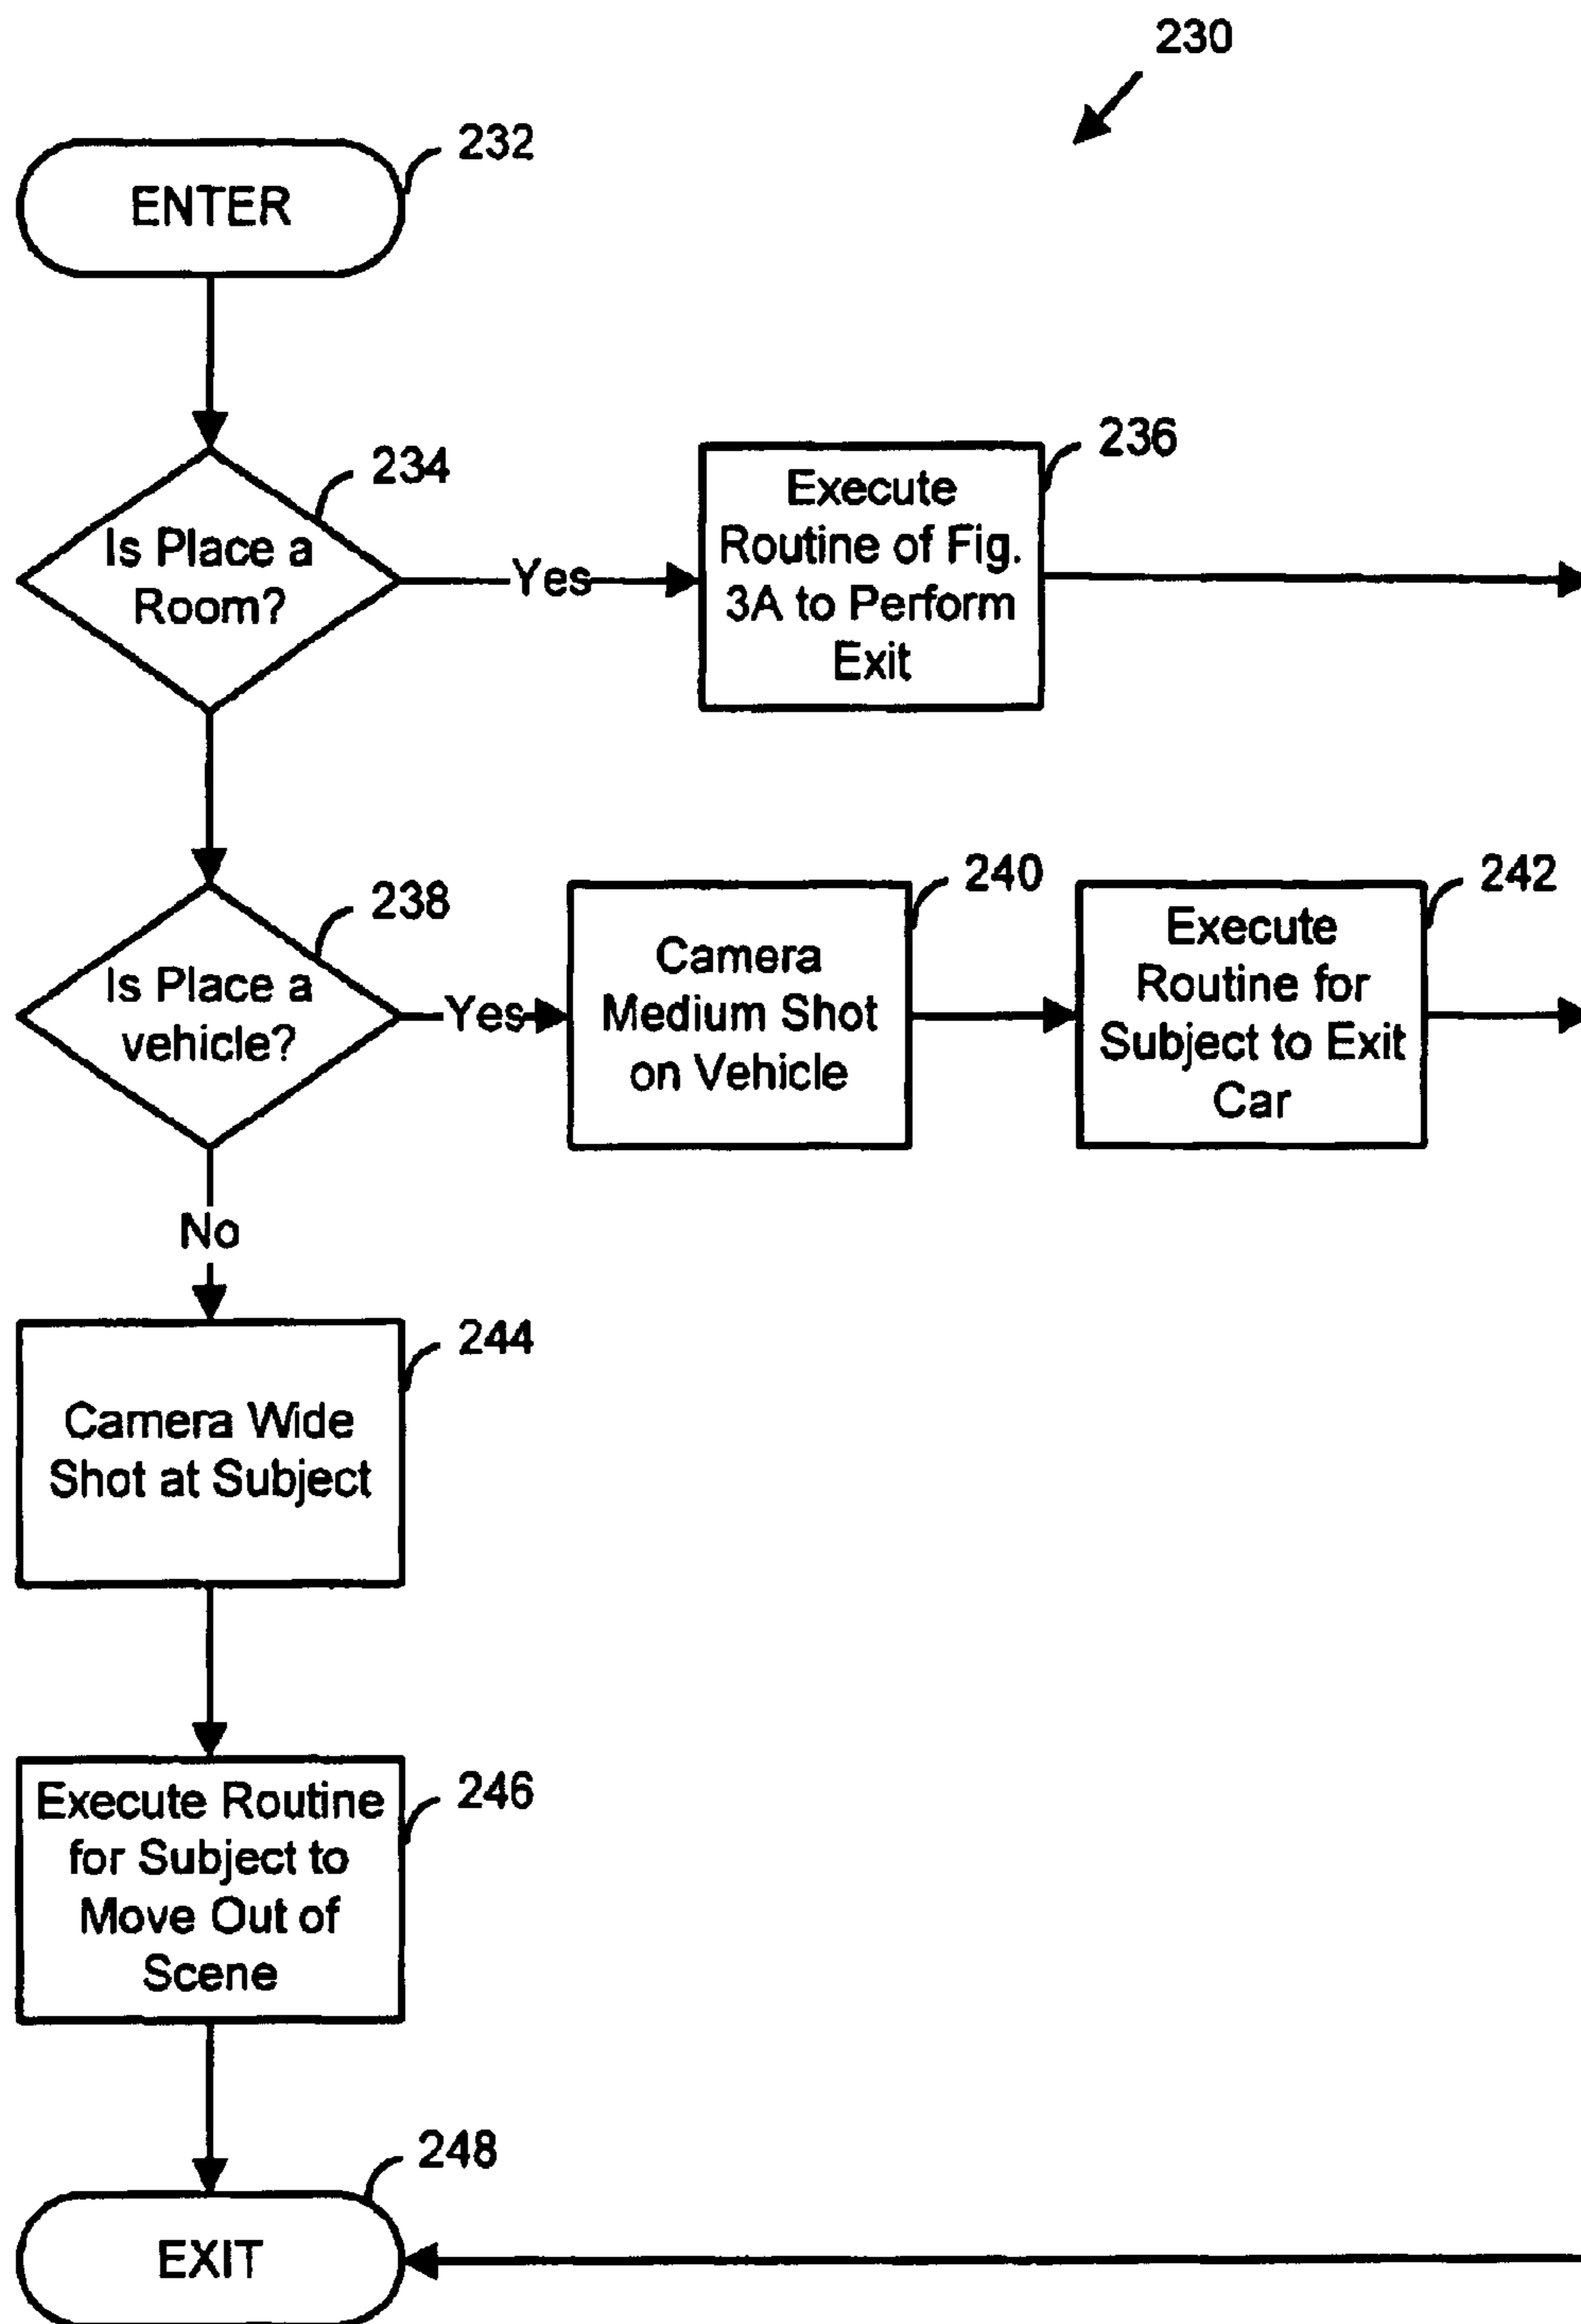 230
232
ENTER
234
Is Place a
Room?
Yes
236
Execute
Routine of Fig.
3A to Perform
Exit
238
Is Place a
vehicle?
Yes
240
Camera
Medium Shot
on Vehicle
242
Execute
Routine for
Subject to Exit
Car
No
244
Camera Wide
Shot at Subject
246
Execute Routine
for Subject to
Move Out of
Scene
248
EXIT